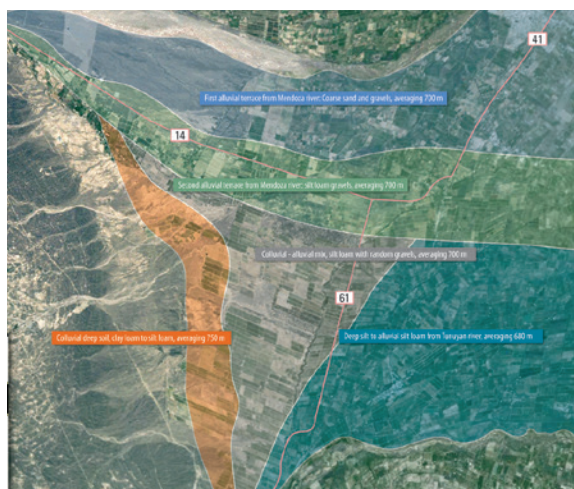 41
First alluvial terrace from Mendoza river. Coarse sand and gravels, averaging 700 m
14
Second alluvial terrace from Mendoza river: silt loam gravels, averaging 700 m
Colluvial - alluvial mix, silt loam with random gravels, averaging 700 m
61
Colluvial deep soil, clay loam to silt loam, averaging 750 m
Deep silt to alluvial silt loam from Tunuyan river, averaging 680 m